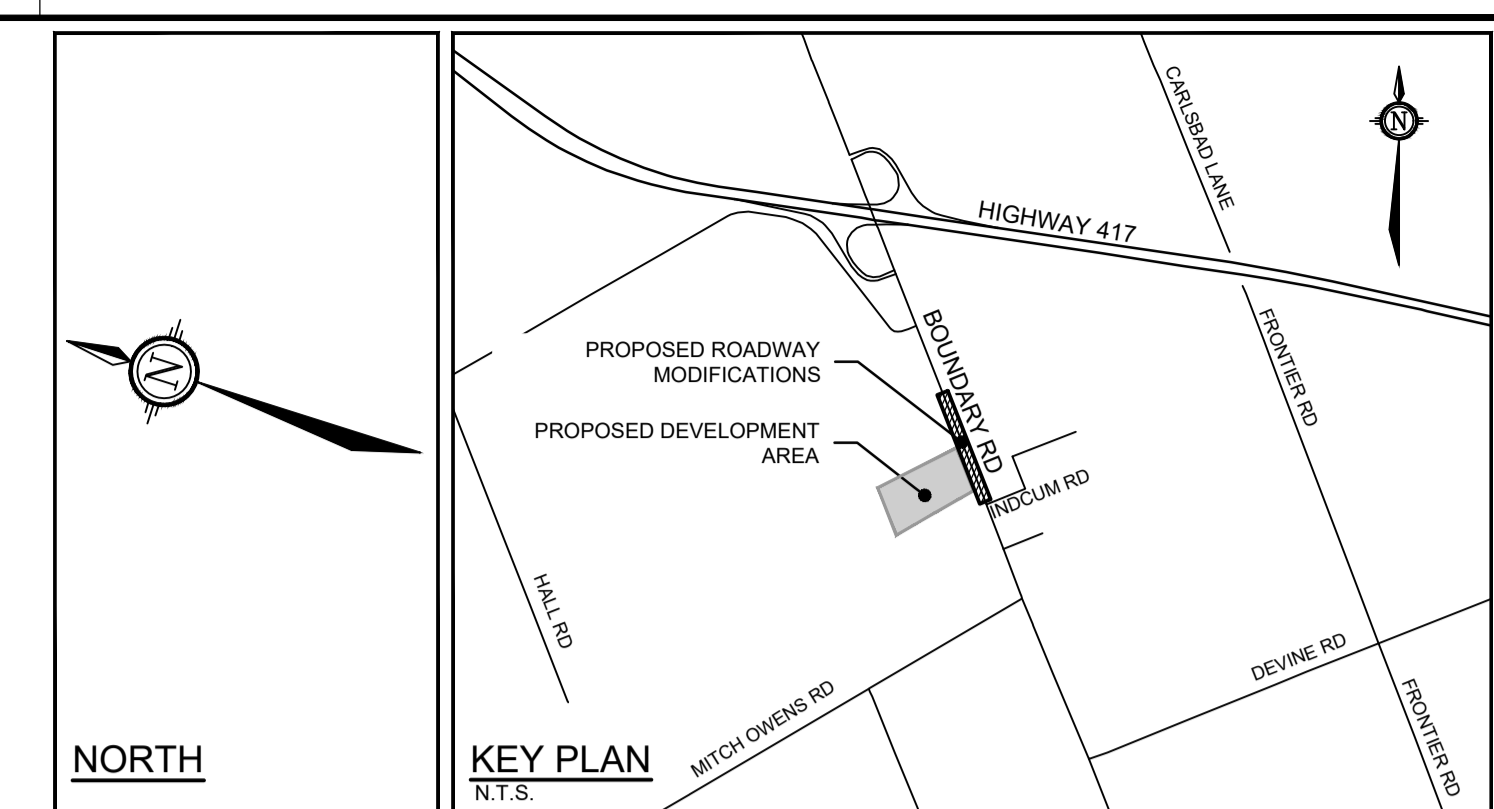 N
NORTH
N
CARLSBAD LANE
HIGHWAY 417
BOUNDARY RD
FRONTIER RD
PROPOSED ROADWAY
MODIFICATIONS
PROPOSED DEVELOPMENT
AREA
INDCUM RD
HALL RD
DEVINE RD
MITCH OWENS RD
FRONTIER RD
KEY PLAN
N.T.S.